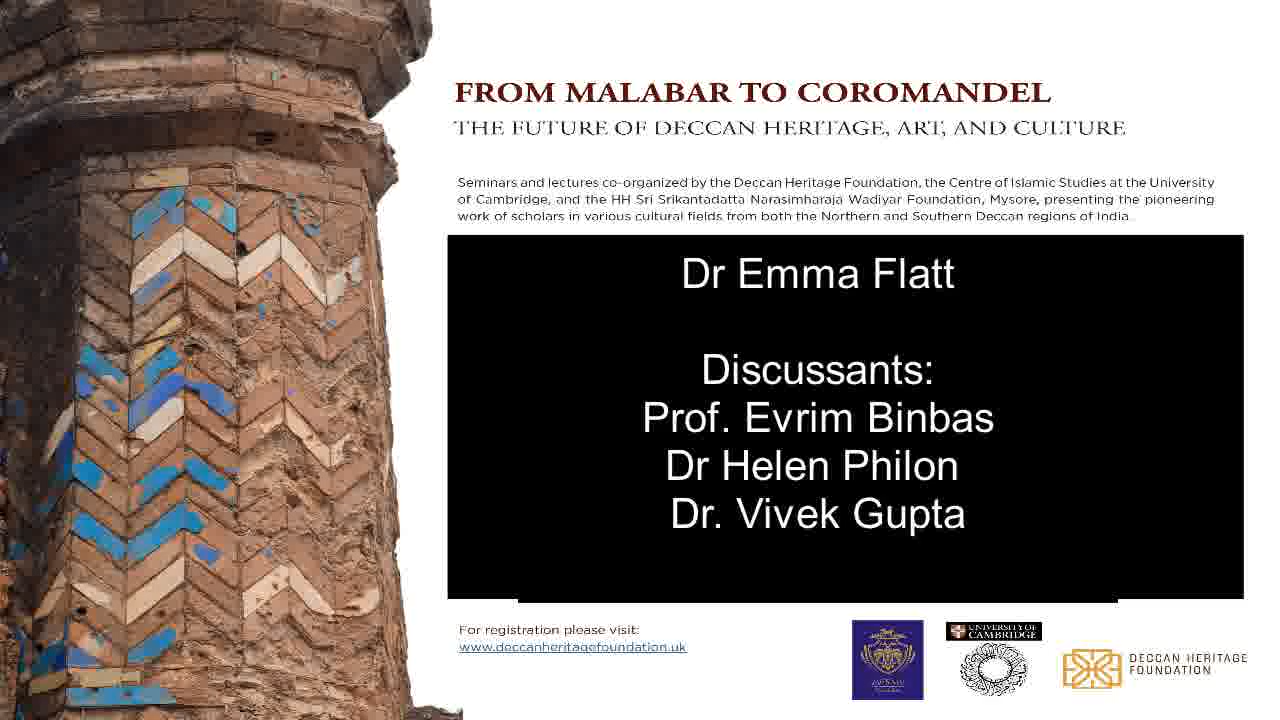 FROM MALABAR TO COROMANDEL
THE FUTURE OF DECCAN HERITAGE, ART, AND CULTURE
Seminars and lectures co-organized by the Deccan Heritage Foundation, the Centre of Islamic Studies at the University
of Cambridge, and the HH Sri Srikantadatta Narasimharaja Wadiyar Foundation, Mysore, presenting the pioneering
work of scholars in various cultural fields from both the Northern and Southern Deccan regions of India.
Dr Emma Flatt
Discussants:
Prof. Evrim Binbas
Dr Helen Philon
Dr. Vivek Gupta
For registration please visit:
www.deccanheritagefoundation.uk
UNIVERSITY OF
CAMBRIDGE
DECCAN HERITAGE
FOUNDATION